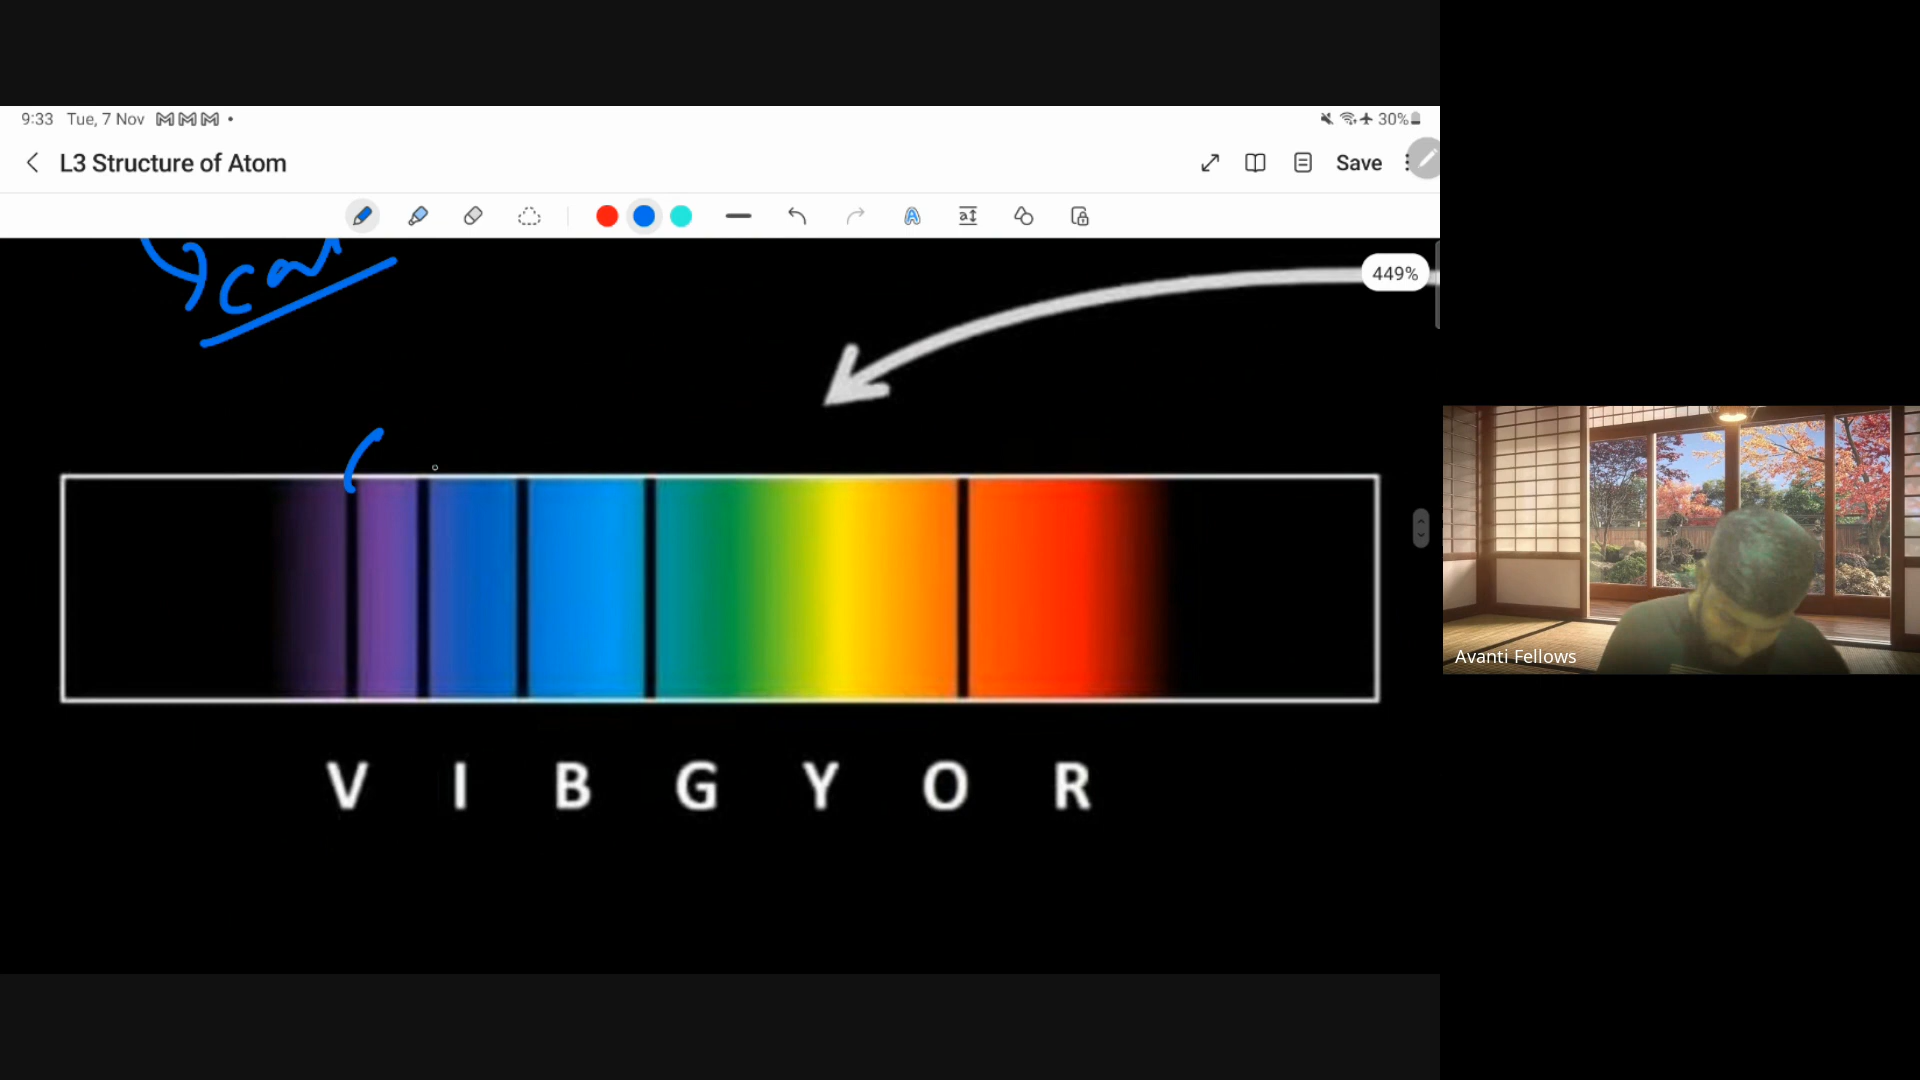 9:33 Tue, 7 Nov
30%
L3 Structure of Atom
Save
449%
V I B G Y O R
Avanti Fellows